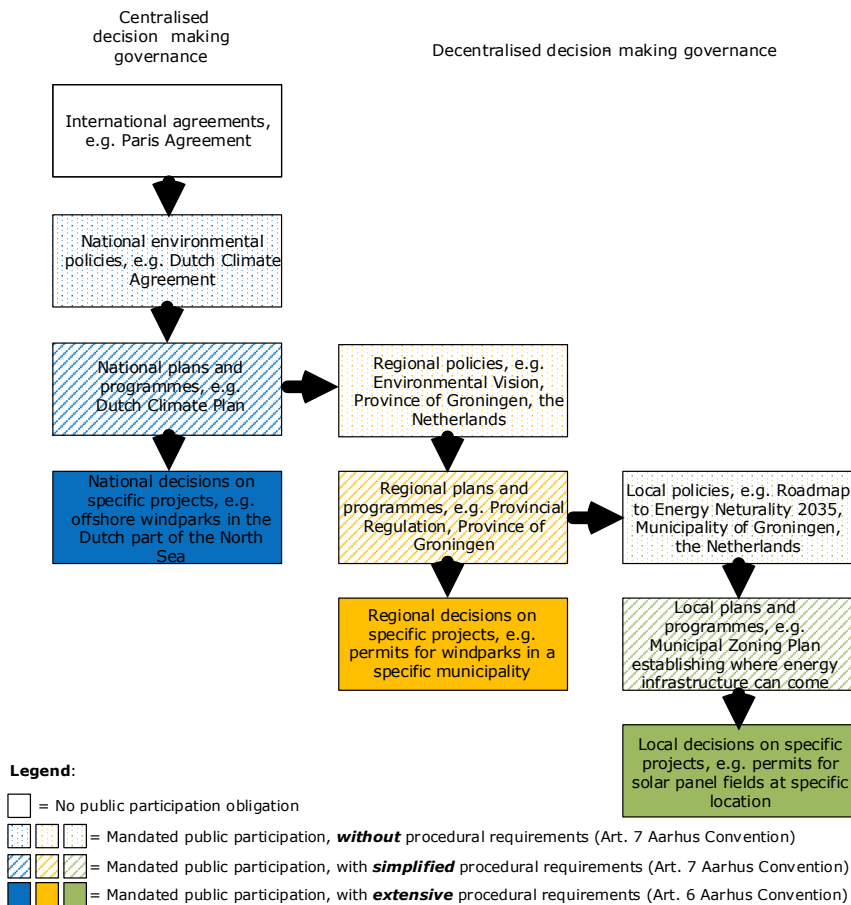 Centralised
decision making
governance
Decentralised decision making governance
International agreements,
e.g. Paris Agreement
National environmental
policies, e.g. Dutch Climate
Agreement
National plans and
programmes, e.g.
Dutch Climate Plan
Regional policies, e.g.
Environmental Vision,
Province of Groningen, the
Netherlands
National decisions on
specific projects, e.g.
offshore windparks in the
Dutch part of the North
Sea
Regional plans and
programmes, e.g. Provincial
Regulation, Province of
Groningen
Local policies, e.g. Roadmap
to Energy Neturality 2035,
Municipality of Groningen,
the Netherlands
Regional decisions on
specific projects, e.g.
permits for windparks in a
specific municipality
Local plans and
programmes, e.g.
Municipal Zoning Plan
establishing where energy
infrastructure can come
Local decisions on specific
projects, e.g. permits for
solar panel fields at specific
location
Legend:
= No public participation obligation
= Mandated public participation, without procedural requirements (Art. 7 Aarhus Convention)
= Mandated public participation, with simplified procedural requirements (Art. 7 Aarhus Convention)
= Mandated public participation, with extensive procedural requirements (Art. 6 Aarhus Convention)